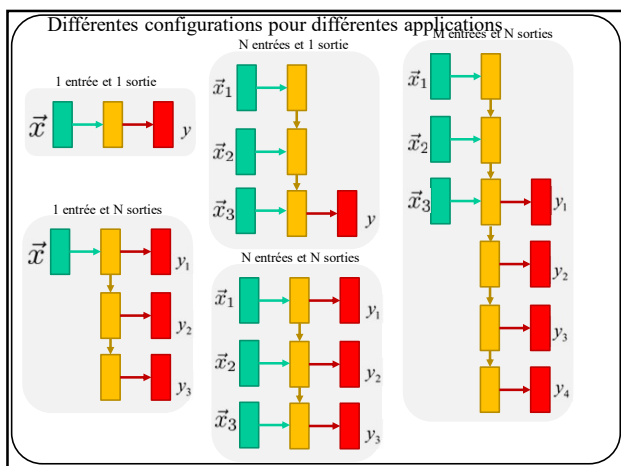 Différentes configurations pour différentes applications
1 entrée et 1 sortie
x⃗
y
N entrées et 1 sortie
x⃗1
x⃗2
x⃗3
y
M entrées et N sorties
x⃗1
x⃗2
x⃗3
y1
y2
y3
y4
1 entrée et N sorties
x⃗
y1
y2
y3
N entrées et N sorties
x⃗1
y1
x⃗2
y2
x⃗3
y3